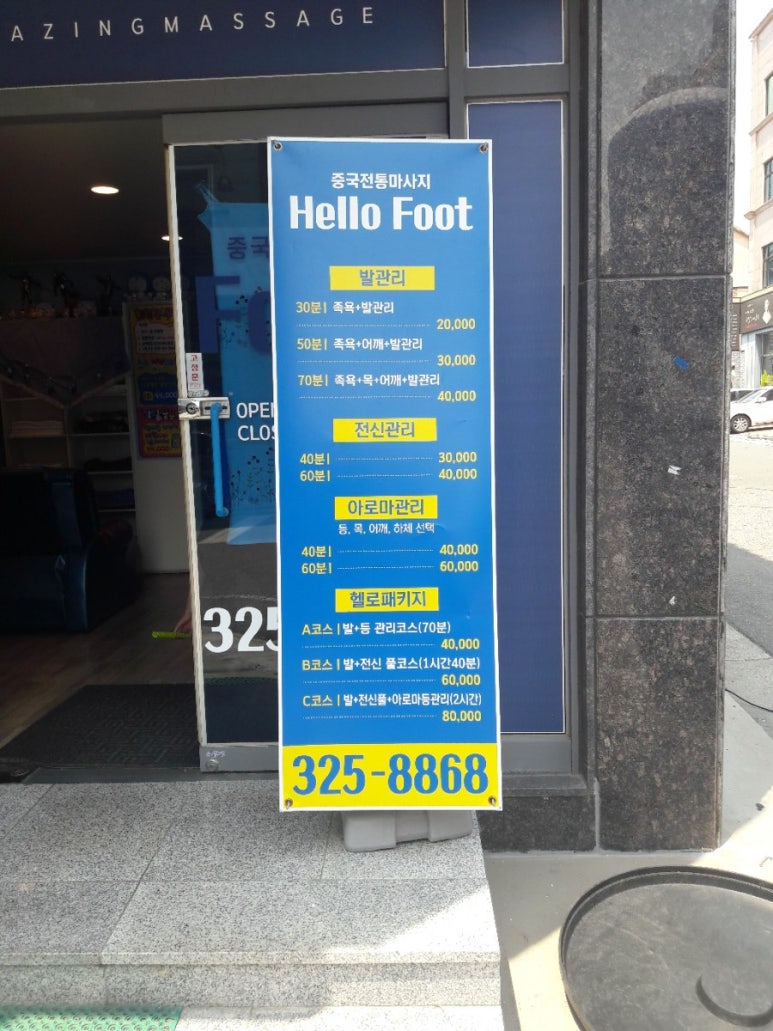 AZINGMASSAGE
중국전통마사지
Hello Foot
발관리
30분| 족욕+발관리
20,000
50분| 족욕+어깨+발관리
30,000
70분| 족욕+목+어깨+발관리
40,000
전신관리
40분| 30,000
60분| 40,000
아로마관리
등, 목, 어깨, 하체 선택
40분| 40,000
60분| 60,000
헬로패키지
A코스 | 발+등 관리코스(70분)
40,000
B코스 | 발+전신 풀코스(1시간40분)
60,000
C코스 | 발+전신풀+아로마등관리(2시간)
80,000
325-8868
중국
Fo
고정문
OPE
CLOS
325